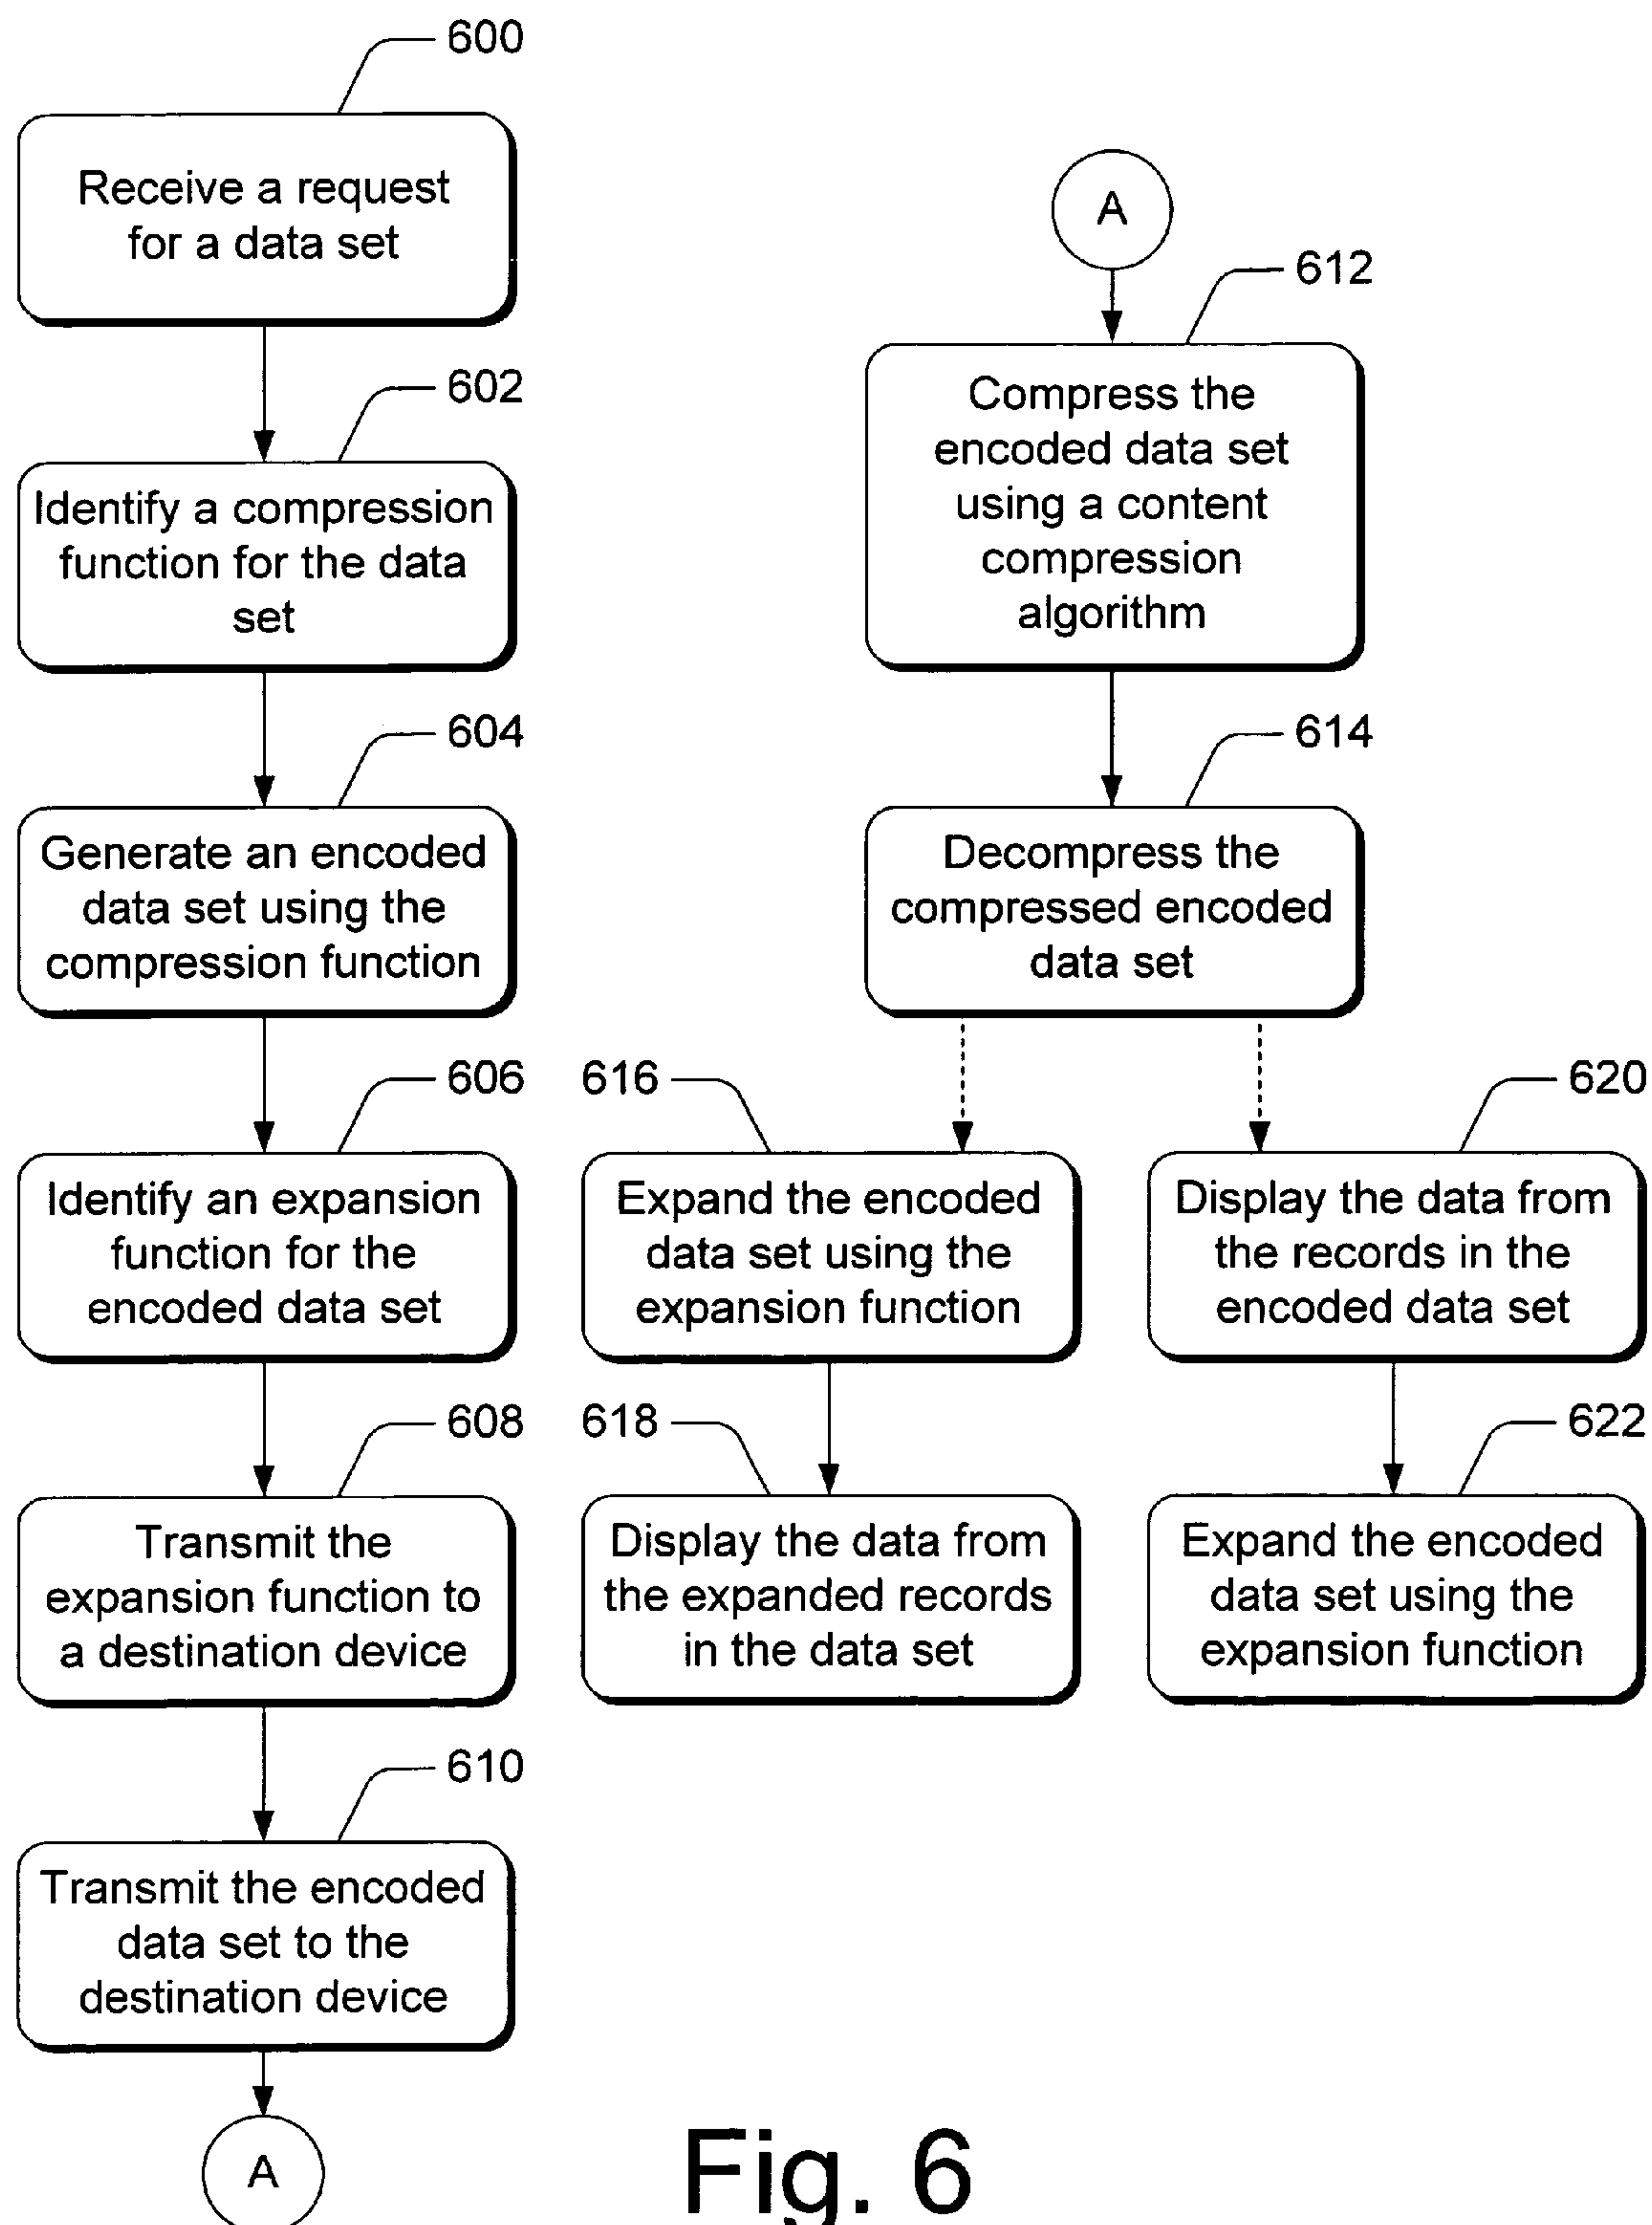 600
Receive a request
for a data set
602
Identify a compression
function for the data
set
604
Generate an encoded
data set using the
compression function
606
Identify an expansion
function for the
encoded data set
608
Transmit the
expansion function to
a destination device
610
Transmit the encoded
data set to the
destination device
A
A
612
Compress the
encoded data set
using a content
compression
algorithm
614
Decompress the
compressed encoded
data set
616
Expand the encoded
data set using the
expansion function
618
Display the data from
the expanded records
in the data set
620
Display the data from
the records in the
encoded data set
622
Expand the encoded
data set using the
expansion function
Fig. 6